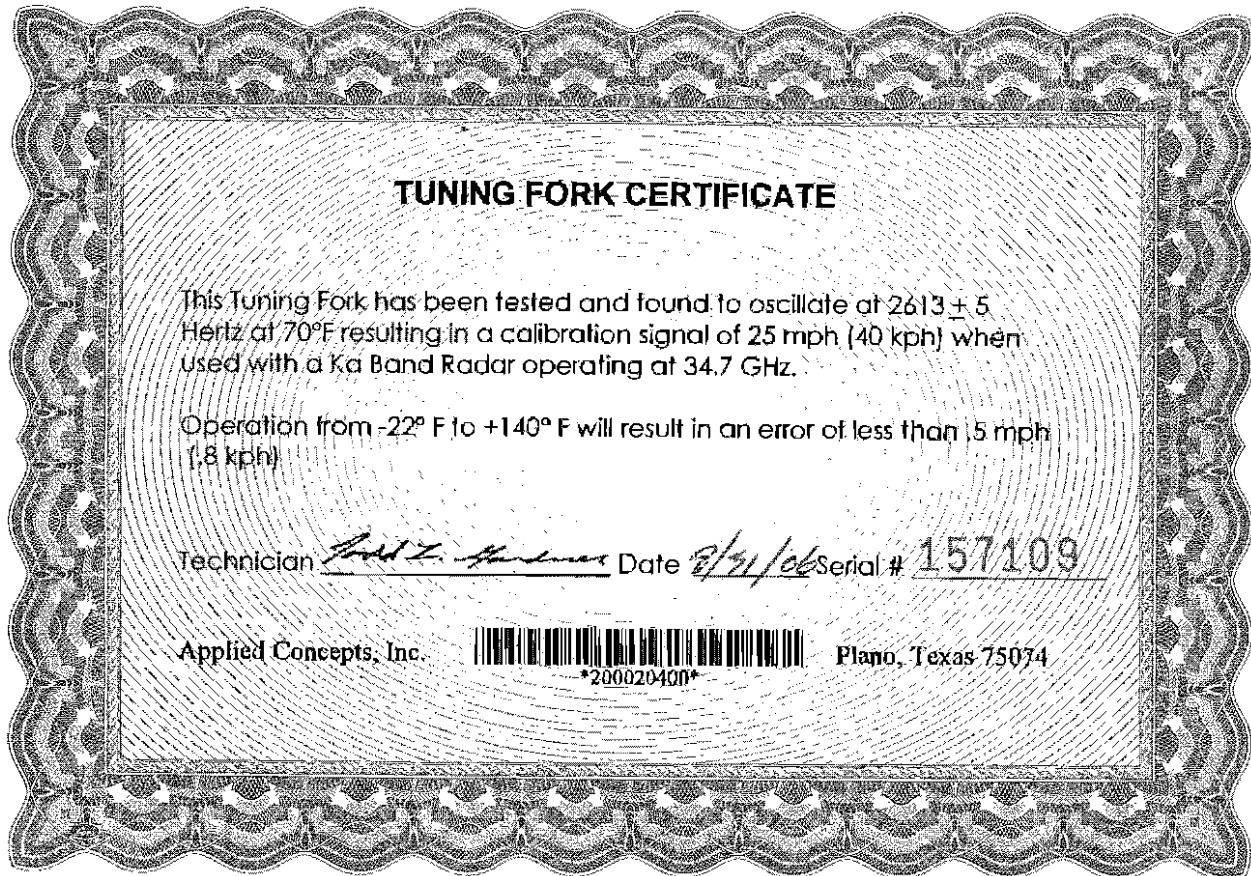 TUNING FORK CERTIFICATE
This Tuning Fork has been tested and found to oscillate at 2613 ± 5
Hertz at 70°F resulting in a calibration signal of 25 mph (40 kph) when
used with a Ka Band Radar operating at 34.7 GHz.
Operation from -22° F to +140° F will result in an error of less than .5 mph
(.8 kph)
Technician Date /06 Serial # 157109
Applied Concepts, Inc. Plano, Texas 75074
*200020400*